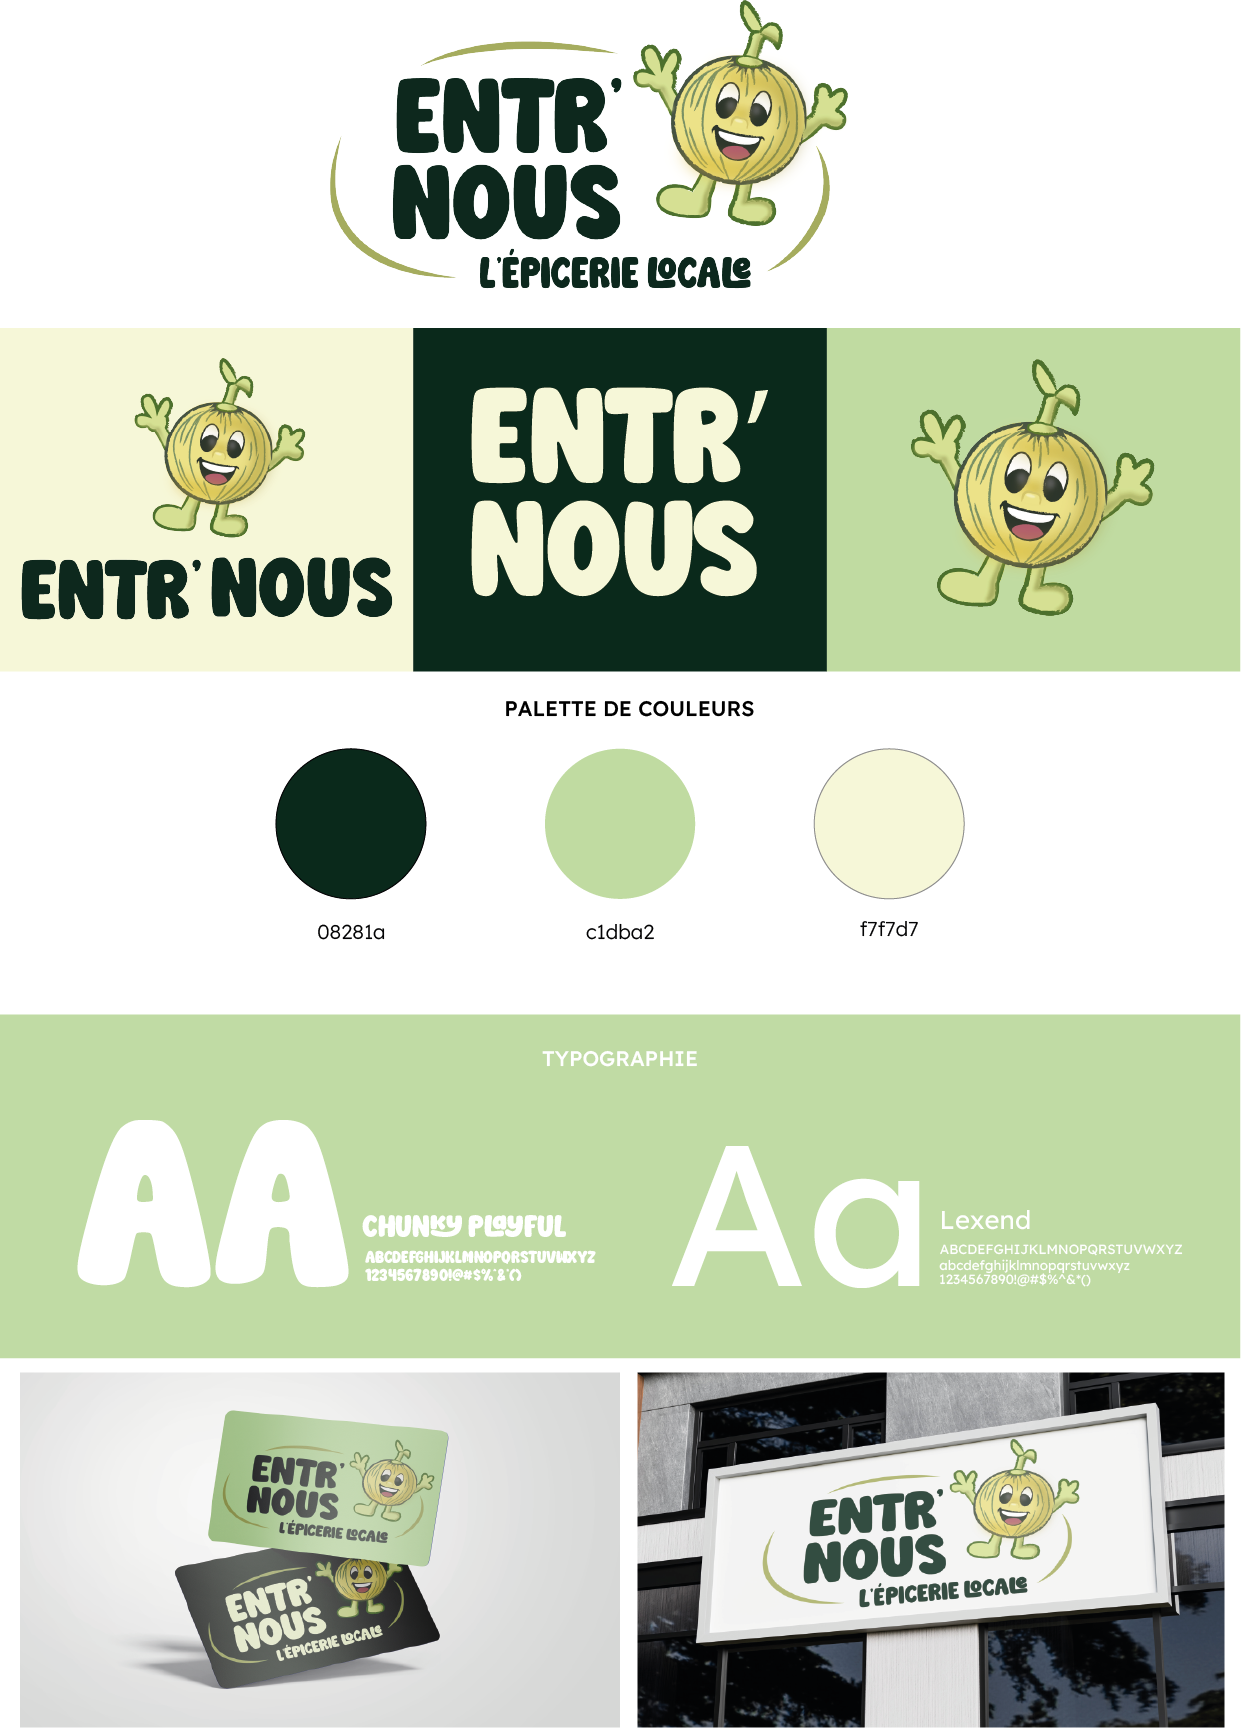 ENTR'
NOUS
L'ÉPICERIE LOCALE
ENTR' NOUS
ENTR'
NOUS
PALETTE DE COULEURS
08281a
c1dba2
f7f7d7
TYPOGRAPHIE
AA
CHUNKY PLAYFUL
ABCDEFGHIJKLMNOPQRSTUVWXYZ
1234567890!@#$%^&*()
Aa
Lexend
ABCDEFGHIJKLMNOPQRSTUVWXYZ
abcdefghijklmnopqrstuvwxyz
1234567890!@#$%^&*()
ENTR'
NOUS
L'ÉPICERIE LOCALE
ENTR'
NOUS
L'ÉPICERIE LOCALE
ENTR'
NOUS
L'ÉPICERIE LOCALE